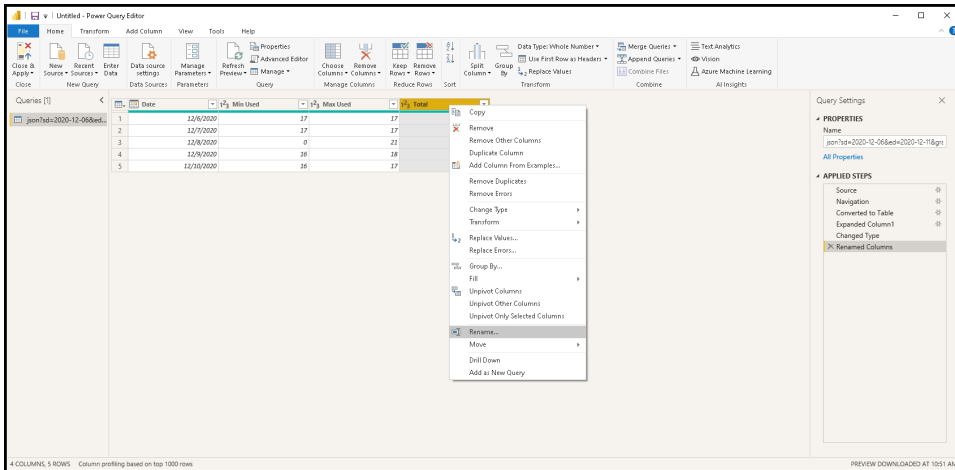 Untitled - Power Query Editor
File Home Transform Add Column View Tools Help
Close & Apply
New Source
Recent Sources
Enter Data
Data source settings
Manage Parameters
Refresh Preview
Properties
Advanced Editor
Manage
Choose Columns
Remove Columns
Keep Rows
Remove Rows
Split Column
Group By
Data Type: Whole Number
Use First Row as Headers
Replace Values
Merge Queries
Append Queries
Combine Files
Text Analytics
Vision
Azure Machine Learning
Close New Query Data Sources Parameters Query Manage Columns Reduce Rows Sort Transform Combine AI Insights
Queries [1]
json?sd=2020-12-06&ed...
Date 1²3 Min Used 1²3 Max Used 1²3 Total
1 12/6/2020 17 17
2 12/7/2020 17 17
3 12/8/2020 0 21
4 12/9/2020 16 18
5 12/10/2020 16 17
Copy
Remove
Remove Other Columns
Duplicate Column
Add Column From Examples...
Remove Duplicates
Remove Errors
Change Type
Transform
Replace Values...
Replace Errors...
Group By...
Fill
Unpivot Columns
Unpivot Other Columns
Unpivot Only Selected Columns
Rename...
Move
Drill Down
Add as New Query
Query Settings
PROPERTIES
Name
json?sd=2020-12-06&ed=2020-12-11&gra
All Properties
APPLIED STEPS
Source
Navigation
Converted to Table
Expanded Column1
Changed Type
Renamed Columns
4 COLUMNS, 5 ROWS Column profiling based on top 1000 rows
PREVIEW DOWNLOADED AT 10:51 AM